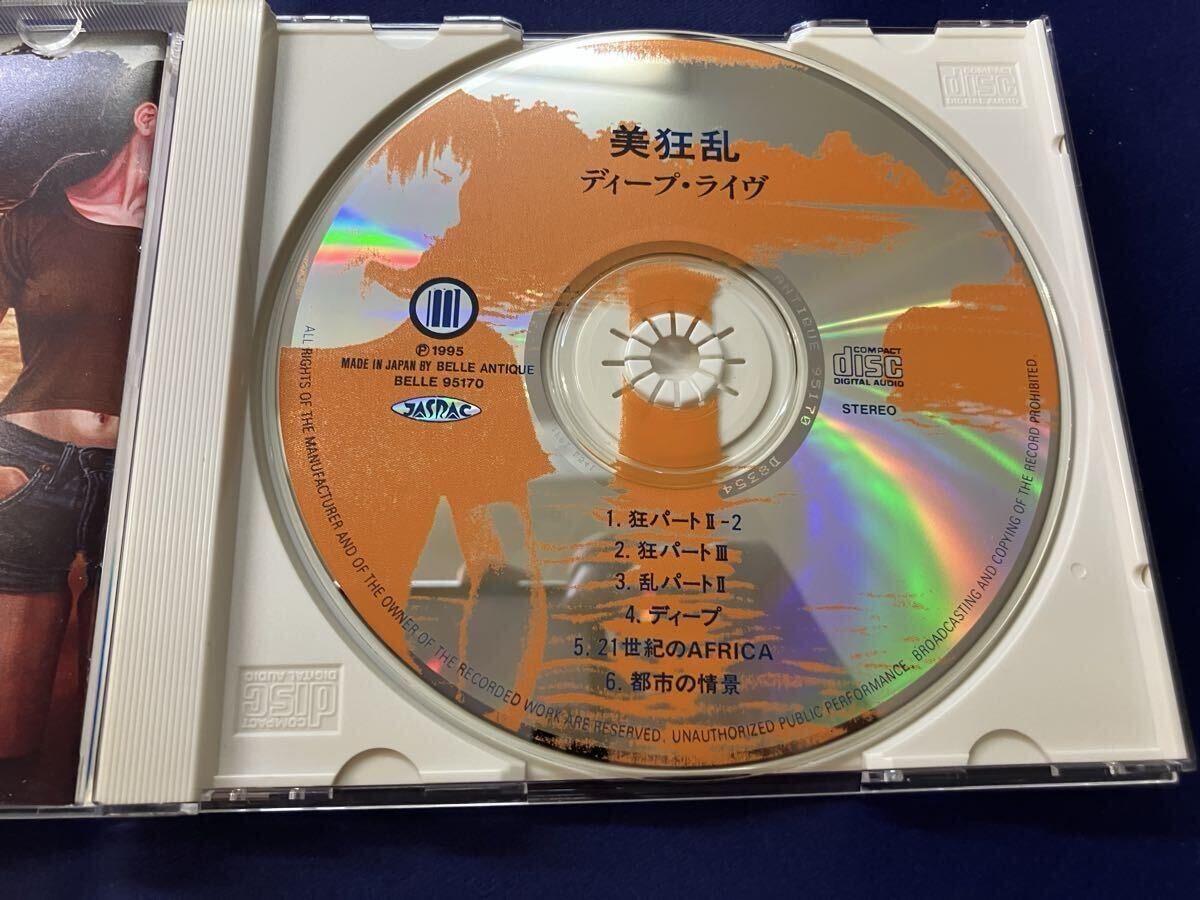 美狂乱
ディープ・ライヴ
Ⓟ1995
MADE IN JAPAN BY BELLE ANTIQUE
BELLE 95170
JASRAC
COMPACT
disc
DIGITAL AUDIO
STEREO
ANTIQUE 95170
D8354
1. 狂パートⅡ-2
2. 狂パートⅢ
3. 乱パートⅡ
4. ディープ
5. 21世紀のAFRICA
6. 都市の情景
ALL RIGHTS OF THE MANUFACTURER AND OF THE OWNER OF THE RECORDED WORK ARE RESERVED. UNAUTHORIZED PUBLIC PERFORMANCE, BROADCASTING AND COPYING OF THE RECORD PROHIBITED.
COMPACT
disc
DIGITAL AUDIO
COMPACT
disc
DIGITAL AUDIO